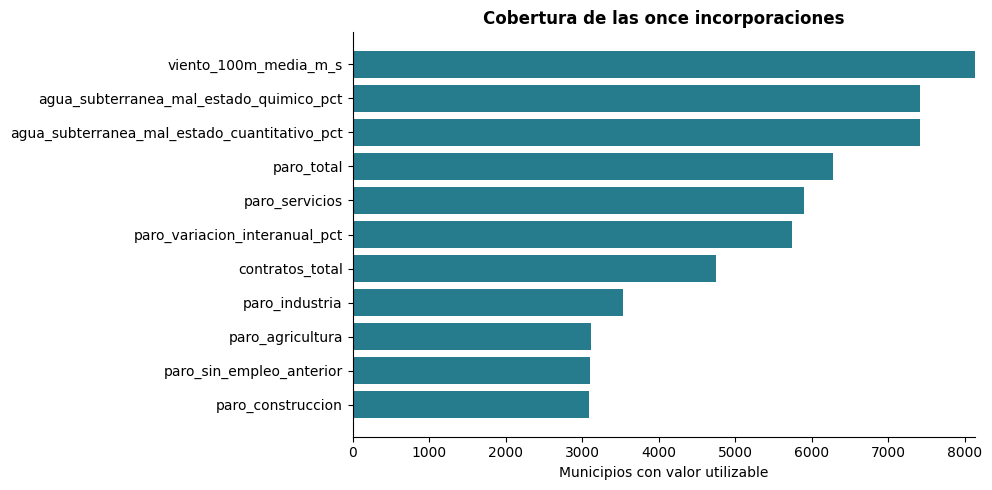 Cobertura de las once incorporaciones
viento_100m_media_m_s
agua_subterranea_mal_estado_quimico_pct
agua_subterranea_mal_estado_cuantitativo_pct
paro_total
paro_servicios
paro_variacion_interanual_pct
contratos_total
paro_industria
paro_agricultura
paro_sin_empleo_anterior
paro_construccion
0 1000 2000 3000 4000 5000 6000 7000 8000
Municipios con valor utilizable